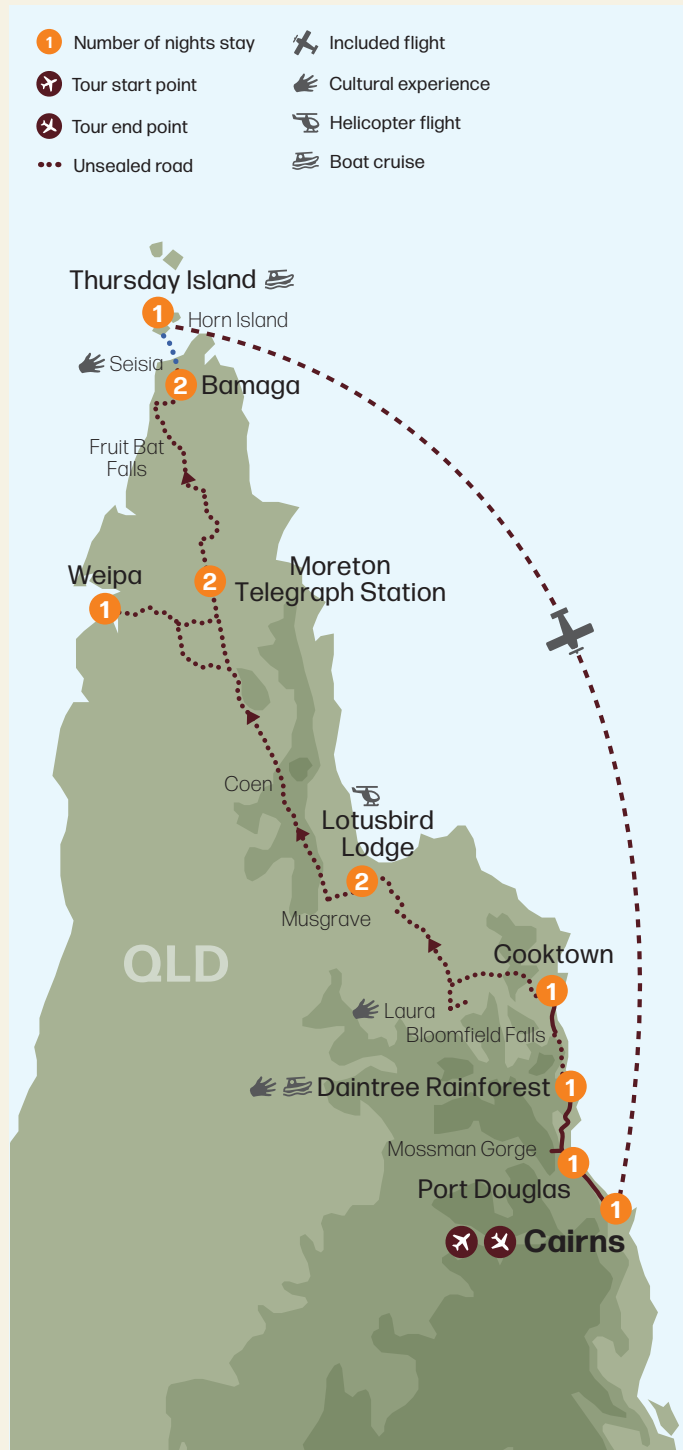 1 Number of nights stay
Tour start point
Tour end point
Unsealed road
Included flight
Cultural experience
Helicopter flight
Boat cruise
Thursday Island
1
Horn Island
Seisia
2 Bamaga
Fruit Bat
Falls
Weipa
1
Moreton
2 Telegraph Station
Coen
Lotusbird
Lodge
2
Musgrave
QLD
Cooktown
1
Laura
Bloomfield Falls
Daintree Rainforest 1
Mossman Gorge
1
Port Douglas
1
Cairns